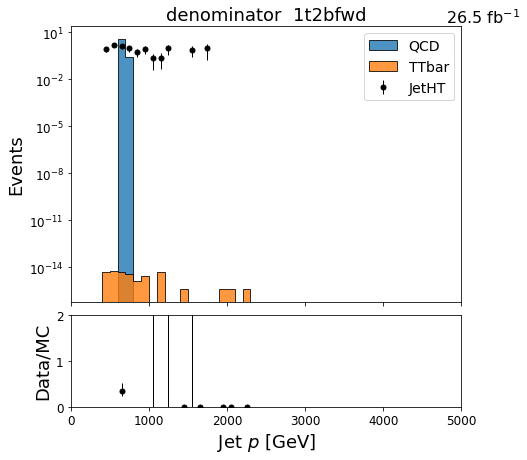 denominator 1t2bfwd
26.5 fb⁻¹
QCD
TTbar
JetHT
Events
10¹
10⁻²
10⁻⁵
10⁻⁸
10⁻¹¹
10⁻¹⁴
Data/MC
2
1
0
0 1000 2000 3000 4000 5000
Jet p [GeV]